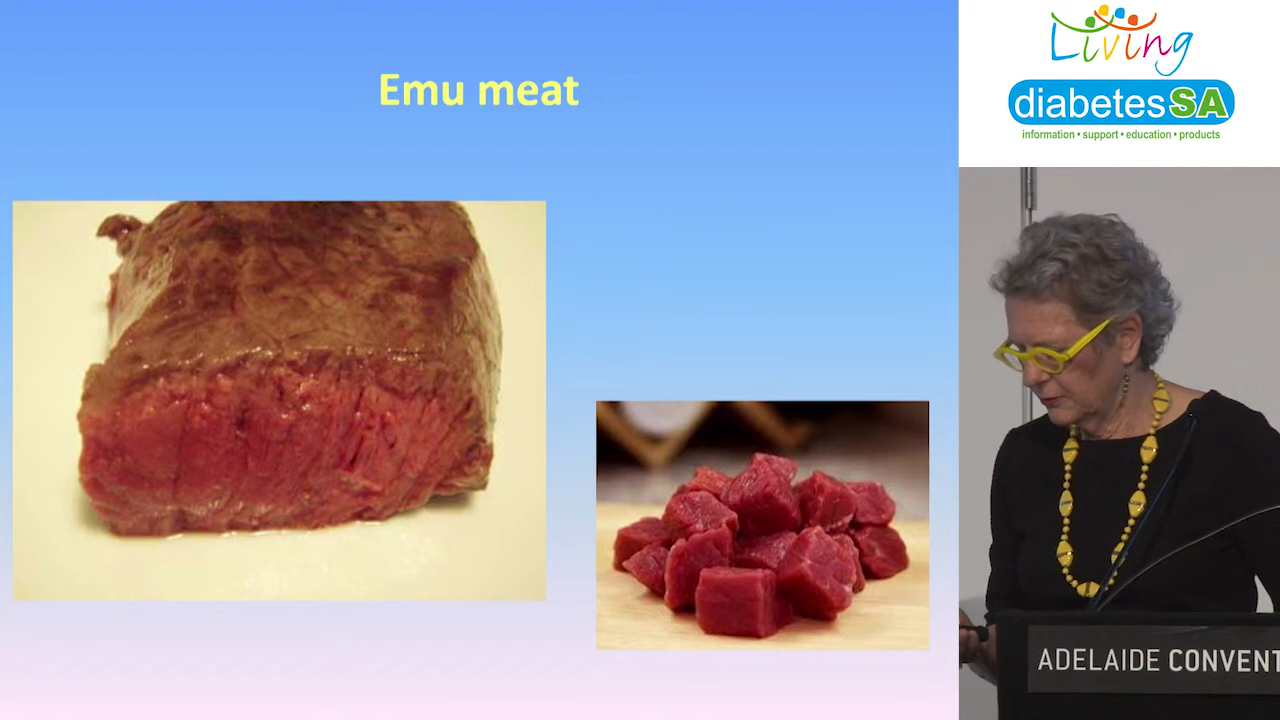 Emu meat
Living
diabetesSA
information • support • education • products
ADELAIDE CONVENT